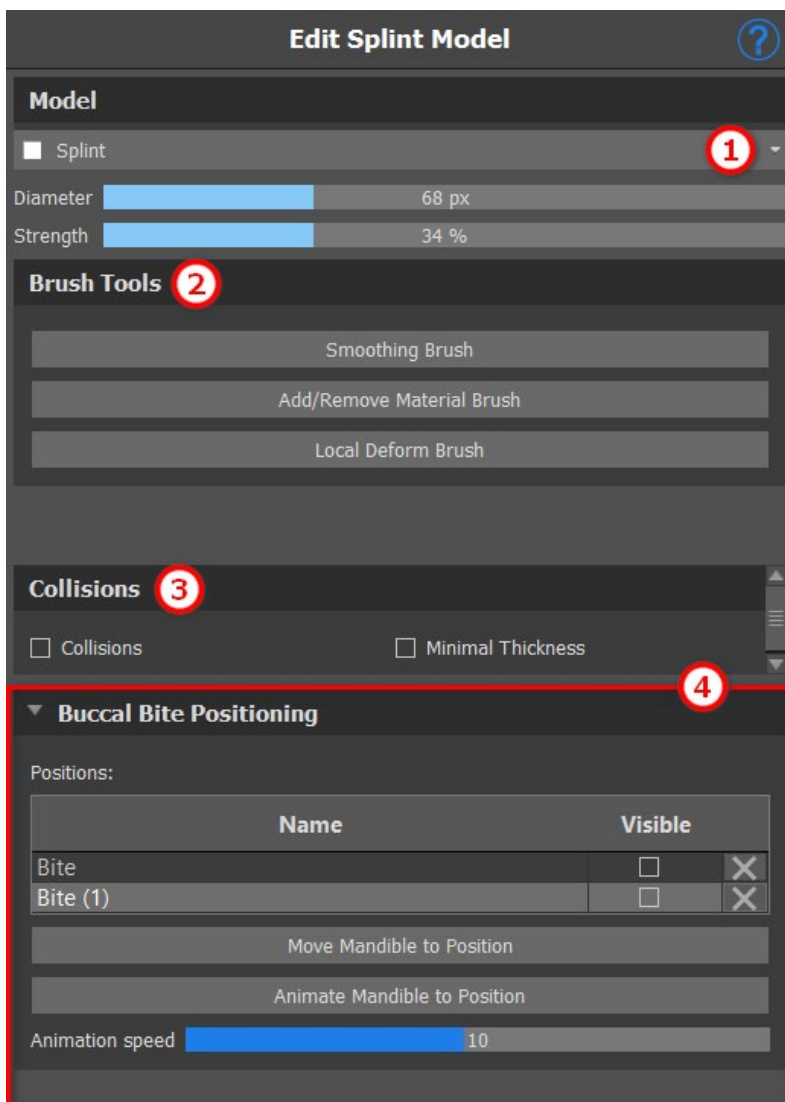 Edit Splint Model ?
Model
Splint 1
Diameter 68 px
Strength 34 %
Brush Tools 2
Smoothing Brush
Add/Remove Material Brush
Local Deform Brush
Collisions 3
Collisions Minimal Thickness
4
Buccal Bite Positioning
Positions:
Name Visible
Bite
Bite (1)
Move Mandible to Position
Animate Mandible to Position
Animation speed 10